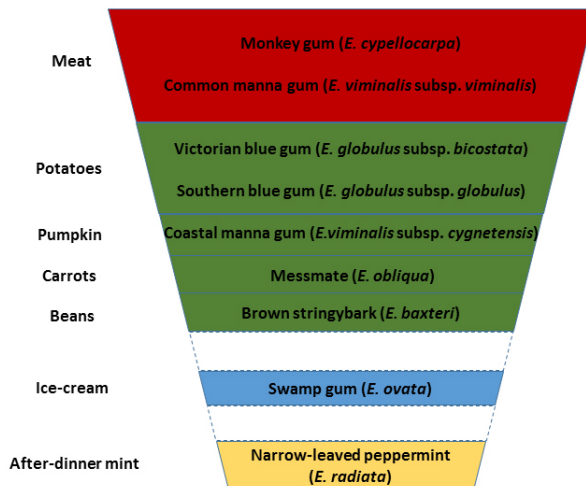 Meat
Monkey gum (E. cypellocarpa)
Common manna gum (E. viminalis subsp. viminalis)
Potatoes
Victorian blue gum (E. globulus subsp. bicostata)
Southern blue gum (E. globulus subsp. globulus)
Pumpkin
Coastal manna gum (E.viminalis subsp. cygnetensis)
Carrots
Messmate (E. obliqua)
Beans
Brown stringybark (E. baxteri)
Ice-cream
Swamp gum (E. ovata)
After-dinner mint
Narrow-leaved peppermint
(E. radiata)